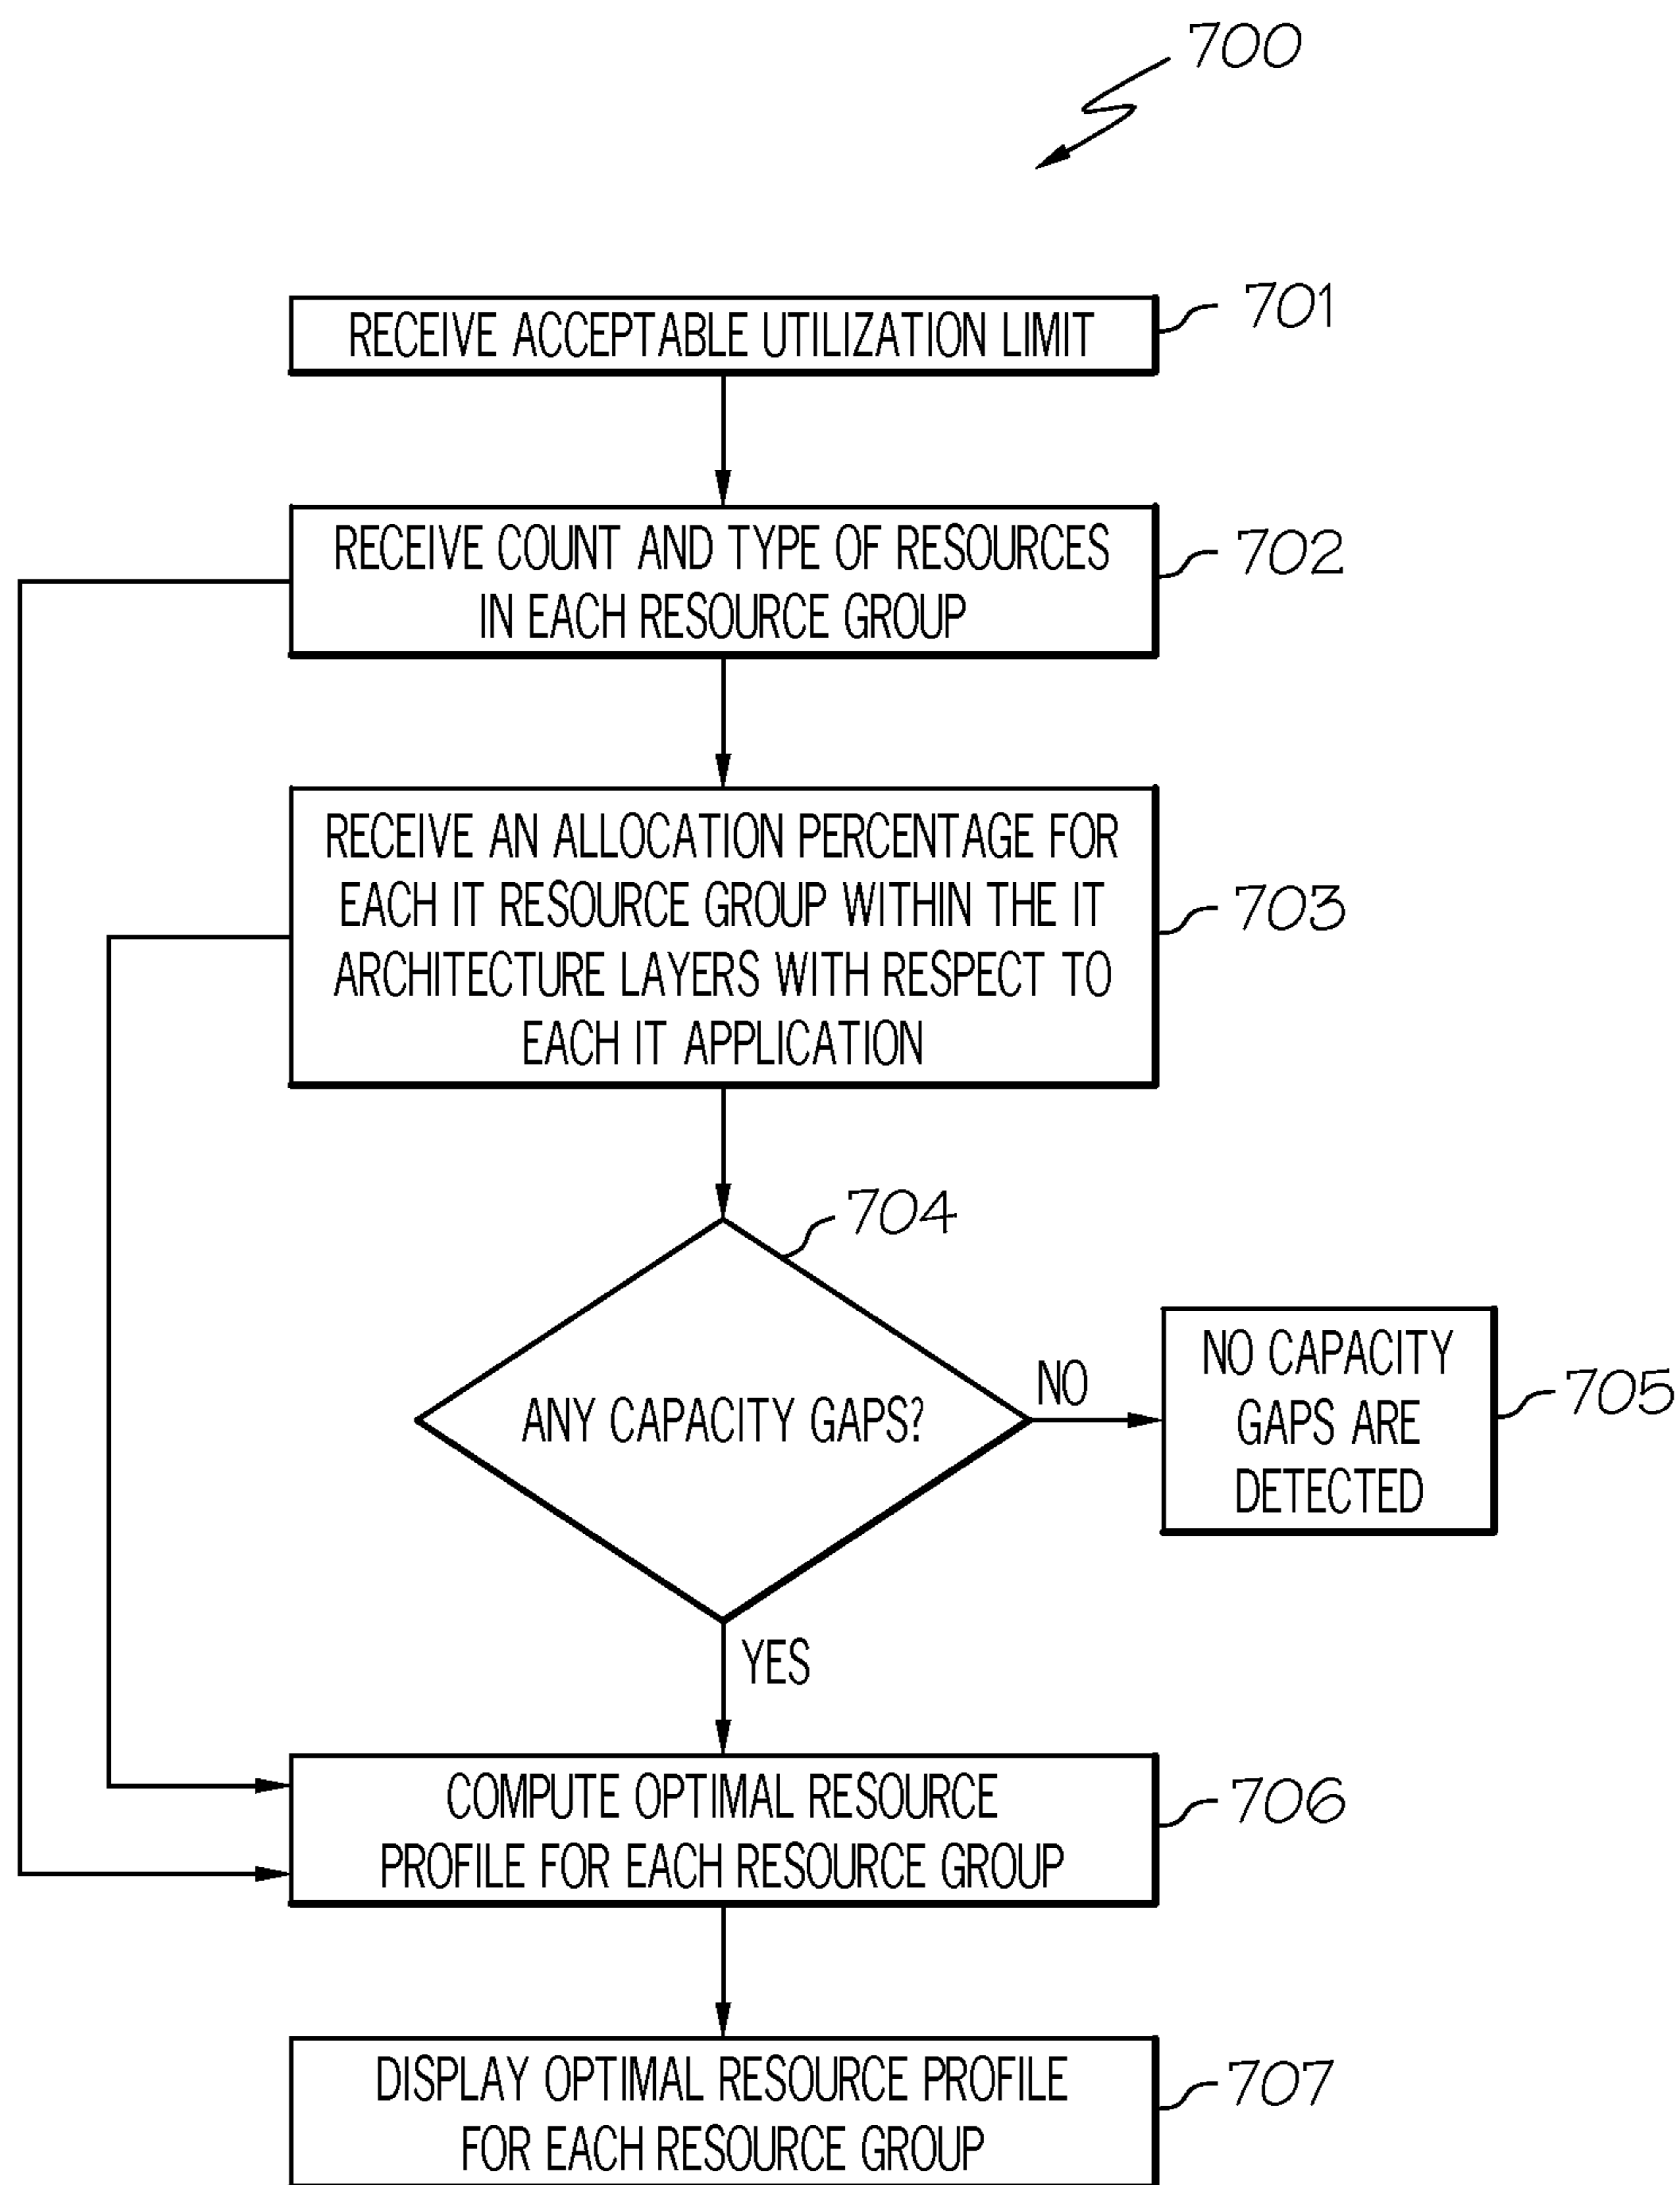 700
RECEIVE ACCEPTABLE UTILIZATION LIMIT
701
RECEIVE COUNT AND TYPE OF RESOURCES
IN EACH RESOURCE GROUP
702
RECEIVE AN ALLOCATION PERCENTAGE FOR
EACH IT RESOURCE GROUP WITHIN THE IT
ARCHITECTURE LAYERS WITH RESPECT TO
EACH IT APPLICATION
703
704
ANY CAPACITY GAPS?
NO
NO CAPACITY
GAPS ARE
DETECTED
705
YES
COMPUTE OPTIMAL RESOURCE
PROFILE FOR EACH RESOURCE GROUP
706
DISPLAY OPTIMAL RESOURCE PROFILE
FOR EACH RESOURCE GROUP
707